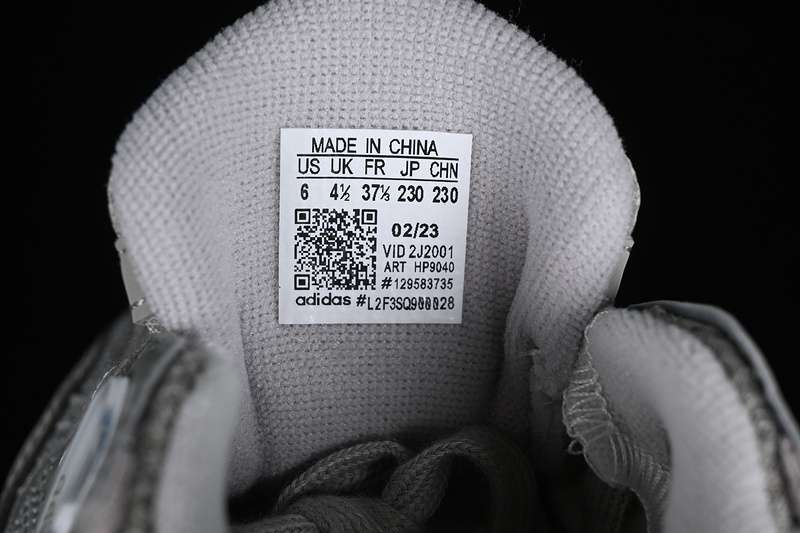 MADE IN CHINA
US UK FR JP CHN
6 4½ 37⅓ 230 230
02/23
VID 2J2001
ART HP9040
#129583735
adidas